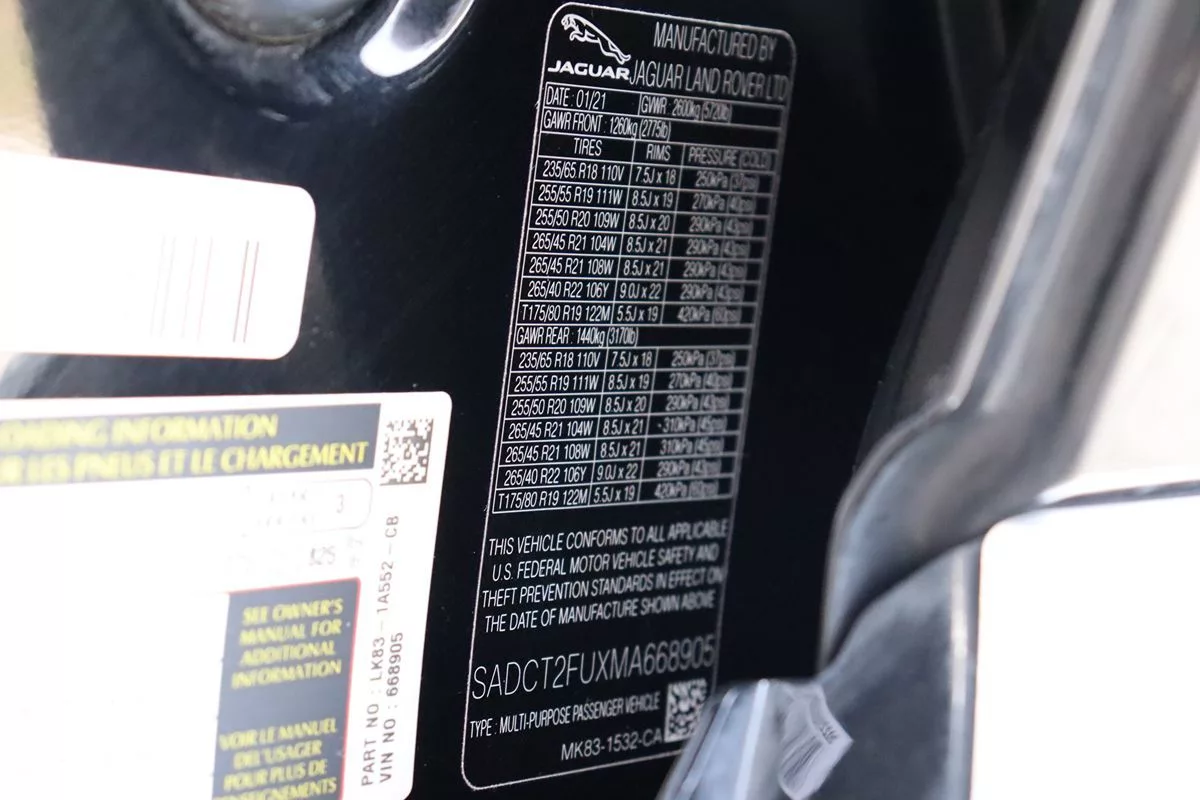 JAGUAR
MANUFACTURED BY
JAGUAR LAND ROVER LTD
DATE : 01/21 GVWR : 2600kg (5720lb)
GAWR FRONT : 1260kg (2775lb)
TIRES RIMS PRESSURE (COLD)
235/65 R18 110V 7.5J x 18 250kPa (37psi)
255/55 R19 111W 8.5J x 19 270kPa (40psi)
255/50 R20 109W 8.5J x 20 290kPa (43psi)
265/45 R21 104W 8.5J x 21 290kPa (43psi)
265/45 R21 108W 8.5J x 21 290kPa (43psi)
265/40 R22 106Y 9.0J x 22 290kPa (43psi)
T175/80 R19 122M 5.5J x 19 420kPa (60psi)
GAWR REAR : 1440kg (3170lb)
235/65 R18 110V 7.5J x 18 250kPa (37psi)
255/55 R19 111W 8.5J x 19 270kPa (40psi)
255/50 R20 109W 8.5J x 20 290kPa (43psi)
265/45 R21 104W 8.5J x 21 310kPa (45psi)
265/45 R21 108W 8.5J x 21 310kPa (45psi)
265/40 R22 106Y 9.0J x 22 290kPa (43psi)
T175/80 R19 122M 5.5J x 19 420kPa (60psi)
THIS VEHICLE CONFORMS TO ALL APPLICABLE
U.S. FEDERAL MOTOR VEHICLE SAFETY AND
THEFT PREVENTION STANDARDS IN EFFECT ON
THE DATE OF MANUFACTURE SHOWN ABOVE
SADCT2FUXMA668905
TYPE : MULTI-PURPOSE PASSENGER VEHICLE
MK83-1532-CA
LOADING INFORMATION
LES PNEUS ET LE CHARGEMENT
3
825
SEE OWNER'S
MANUAL FOR
ADDITIONAL
INFORMATION
VOIR LE MANUEL
DE L'USAGER
POUR PLUS DE
RENSEIGNEMENTS
PART NO : LK83-1A552-CB
VIN NO : 668905